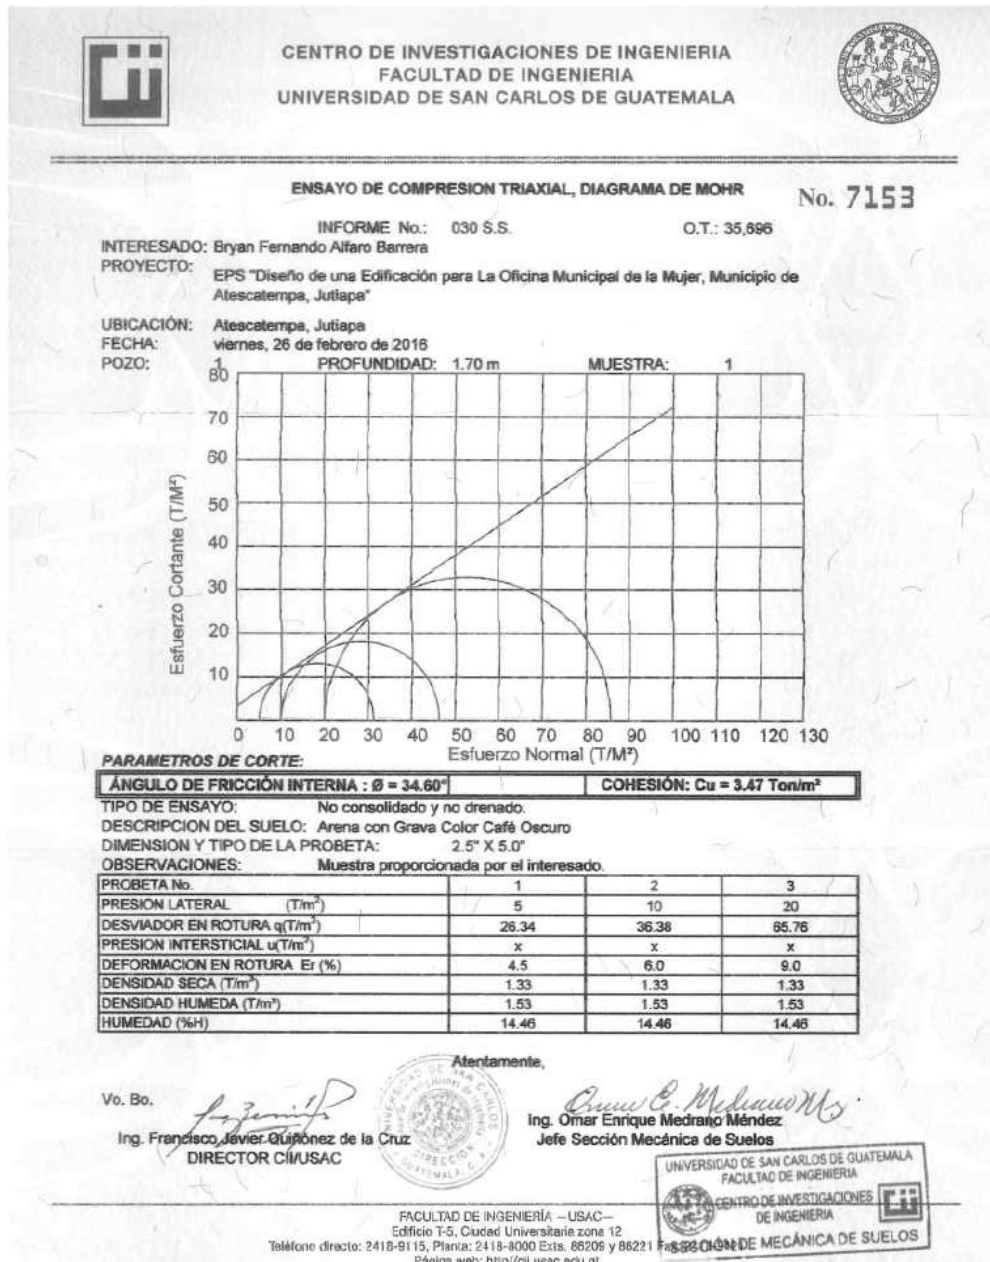 CENTRO DE INVESTIGACIONES DE INGENIERIA
FACULTAD DE INGENIERIA
UNIVERSIDAD DE SAN CARLOS DE GUATEMALA
ENSAYO DE COMPRESION TRIAXIAL, DIAGRAMA DE MOHR
No. 7153
INFORME No.: 030 S.S. O.T.: 35,696
INTERESADO: Bryan Fernando Alfaro Barrera
PROYECTO: EPS "Diseño de una Edificación para La Oficina Municipal de la Mujer, Municipio de
Atescatempa, Jutiapa"
UBICACIÓN: Atescatempa, Jutiapa
FECHA: viernes, 26 de febrero de 2016
POZO: 1 PROFUNDIDAD: 1.70 m MUESTRA: 1
80
70
60
50
40
30
20
10
Esfuerzo Cortante (T/M²)
0 10 20 30 40 50 60 70 80 90 100 110 120 130
Esfuerzo Normal (T/M²)
PARAMETROS DE CORTE:
ÁNGULO DE FRICCIÓN INTERNA : Ø = 34.60° COHESIÓN: Cu = 3.47 Ton/m²
TIPO DE ENSAYO: No consolidado y no drenado.
DESCRIPCION DEL SUELO: Arena con Grava Color Café Oscuro
DIMENSION Y TIPO DE LA PROBETA: 2.5" X 5.0"
OBSERVACIONES: Muestra proporcionada por el interesado.
PROBETA No. 1 2 3
PRESION LATERAL (T/m²) 5 10 20
DESVIADOR EN ROTURA q(T/m²) 26.34 36.38 65.76
PRESION INTERSTICIAL u(T/m²) x x x
DEFORMACION EN ROTURA Er (%) 4.5 6.0 9.0
DENSIDAD SECA (T/m³) 1.33 1.33 1.33
DENSIDAD HUMEDA (T/m³) 1.53 1.53 1.53
HUMEDAD (%H) 14.46 14.46 14.46
Atentamente,
Vo. Bo.
Ing. Francisco Javier Quiñónez de la Cruz
DIRECTOR CII/USAC
DIRECCION
Ing. Omar Enrique Medrano Méndez
Jefe Sección Mecánica de Suelos
UNIVERSIDAD DE SAN CARLOS DE GUATEMALA
FACULTAD DE INGENIERIA
CENTRO DE INVESTIGACIONES
DE INGENIERIA
SECCIÓN DE MECÁNICA DE SUELOS
FACULTAD DE INGENIERÍA —USAC—
Edificio T-5, Ciudad Universitaria zona 12
Teléfono directo: 2418-9115, Planta: 2418-8000 Exts. 86209 y 86221
Página web: http//cii.usac.edu.gt